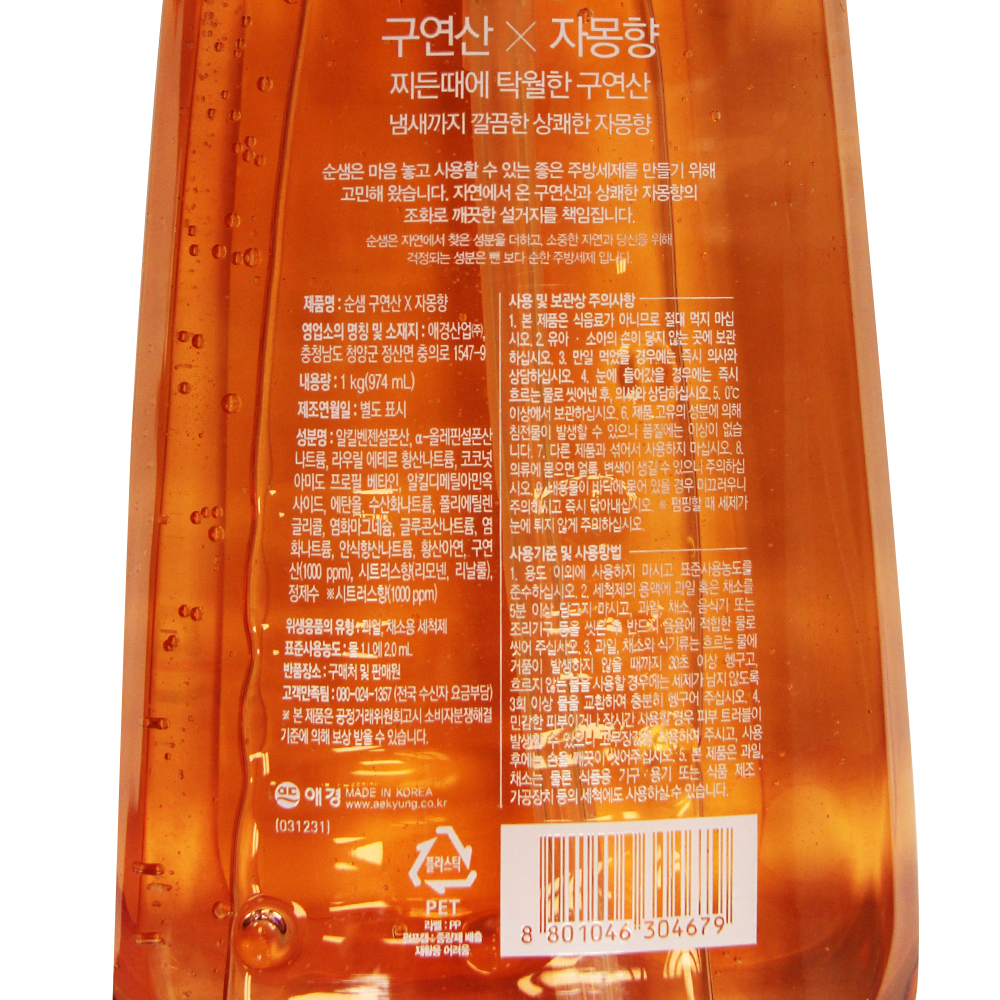 구연산 × 자몽향
찌든때에 탁월한 구연산
냄새까지 깔끔한 상쾌한 자몽향
순샘은 마음 놓고 사용할 수 있는 좋은 주방세제를 만들기 위해
고민해 왔습니다. 자연에서 온 구연산과 상쾌한 자몽향의
조화로 깨끗한 설거지를 책임집니다.
순샘은 자연에서 찾은 성분을 더하고, 소중한 자연과 당신을 위해
걱정되는 성분은 뺀 보다 순한 주방세제 입니다.
제품명 : 순샘 구연산 X 자몽향
영업소의 명칭 및 소재지 : 애경산업㈜,
충청남도 청양군 정산면 충의로 1547-9
내용량 : 1 kg(974 mL)
제조연월일 : 별도 표시
성분명 : 알킬벤젠설폰산, α-올레핀설폰산
나트륨, 라우릴 에테르 황산나트륨, 코코넛
아미도 프로필 베타인, 알킬디메틸아민옥
사이드, 에탄올, 수산화나트륨, 폴리에틸렌
글리콜, 염화마그네슘, 글루콘산나트륨, 염
화나트륨, 안식향산나트륨, 황산아연, 구연
산(1000 ppm), 시트러스향(리모넨, 리날룰),
정제수 ※시트러스향(1000 ppm)
위생용품의 유형 : 과일, 채소용 세척제
표준사용농도 : 물 1L에 2.0 mL
반품장소 : 구매처 및 판매원
고객만족팀 : 080-024-1357 (전국 수신자 요금부담)
※ 본 제품은 공정거래위원회고시 소비자분쟁해결
기준에 의해 보상 받을 수 있습니다.
애경 MADE IN KOREA
www.aekyung.co.kr
(031231)
사용 및 보관상 주의사항
1. 본 제품은 식음료가 아니므로 절대 먹지 마십
시오. 2. 유아 · 소아의 손이 닿지 않는 곳에 보관
하십시오. 3. 만일 먹었을 경우에는 즉시 의사와
상담하십시오. 4. 눈에 들어갔을 경우에는 즉시
흐르는 물로 씻어낸 후, 의사와 상담하십시오. 5. 0℃
이상에서 보관하십시오. 6. 제품 고유의 성분에 의해
침전물이 발생할 수 있으나 품질에는 이상이 없습
니다. 7. 다른 제품과 섞어서 사용하지 마십시오. 8.
의류에 묻으면 얼룩, 변색이 생길 수 있으니 주의하십
시오. 9. 내용물이 바닥에 묻어 있을 경우 미끄러우니
주의해시고 즉시 닦아내십시오. ※ 펌핑할 때 세제가
눈에 튀지 않게 주의하십시오.
사용기준 및 사용방법
1. 용도 이외에 사용하지 마시고 표준사용농도를
준수하십시오. 2. 세척제의 용액에 과일 혹은 채소를
5분 이상 담그지 마시고, 과일, 채소, 음식기 또는
조리기구 등을 씻은 후 반드시 음용에 적합한 물로
씻어 주십시오. 3. 과일, 채소와 식기류는 흐르는 물에
거품이 발생하지 않을 때까지 30초 이상 헹구고,
흐르지 않는 물을 사용할 경우에는 세제가 남지 않도록
3회 이상 물을 교환하여 충분히 헹구어 주십시오. 4.
민감한 피부이거나 장시간 사용할 경우 피부 트러블이
발생할 수 있으니 고무장갑을 착용하여 주시고, 사용
후에는 손을 깨끗이 씻어주십시오. 5. 본 제품은 과일,
채소는 물론 식품용 기구 · 용기 또는 식품 제조 ·
가공장치 등의 세척에도 사용하실 수 있습니다.
플라스틱
PET
라벨 : PP
펌프캡 : 종량제 배출
재활용 어려움
8 801046 304679